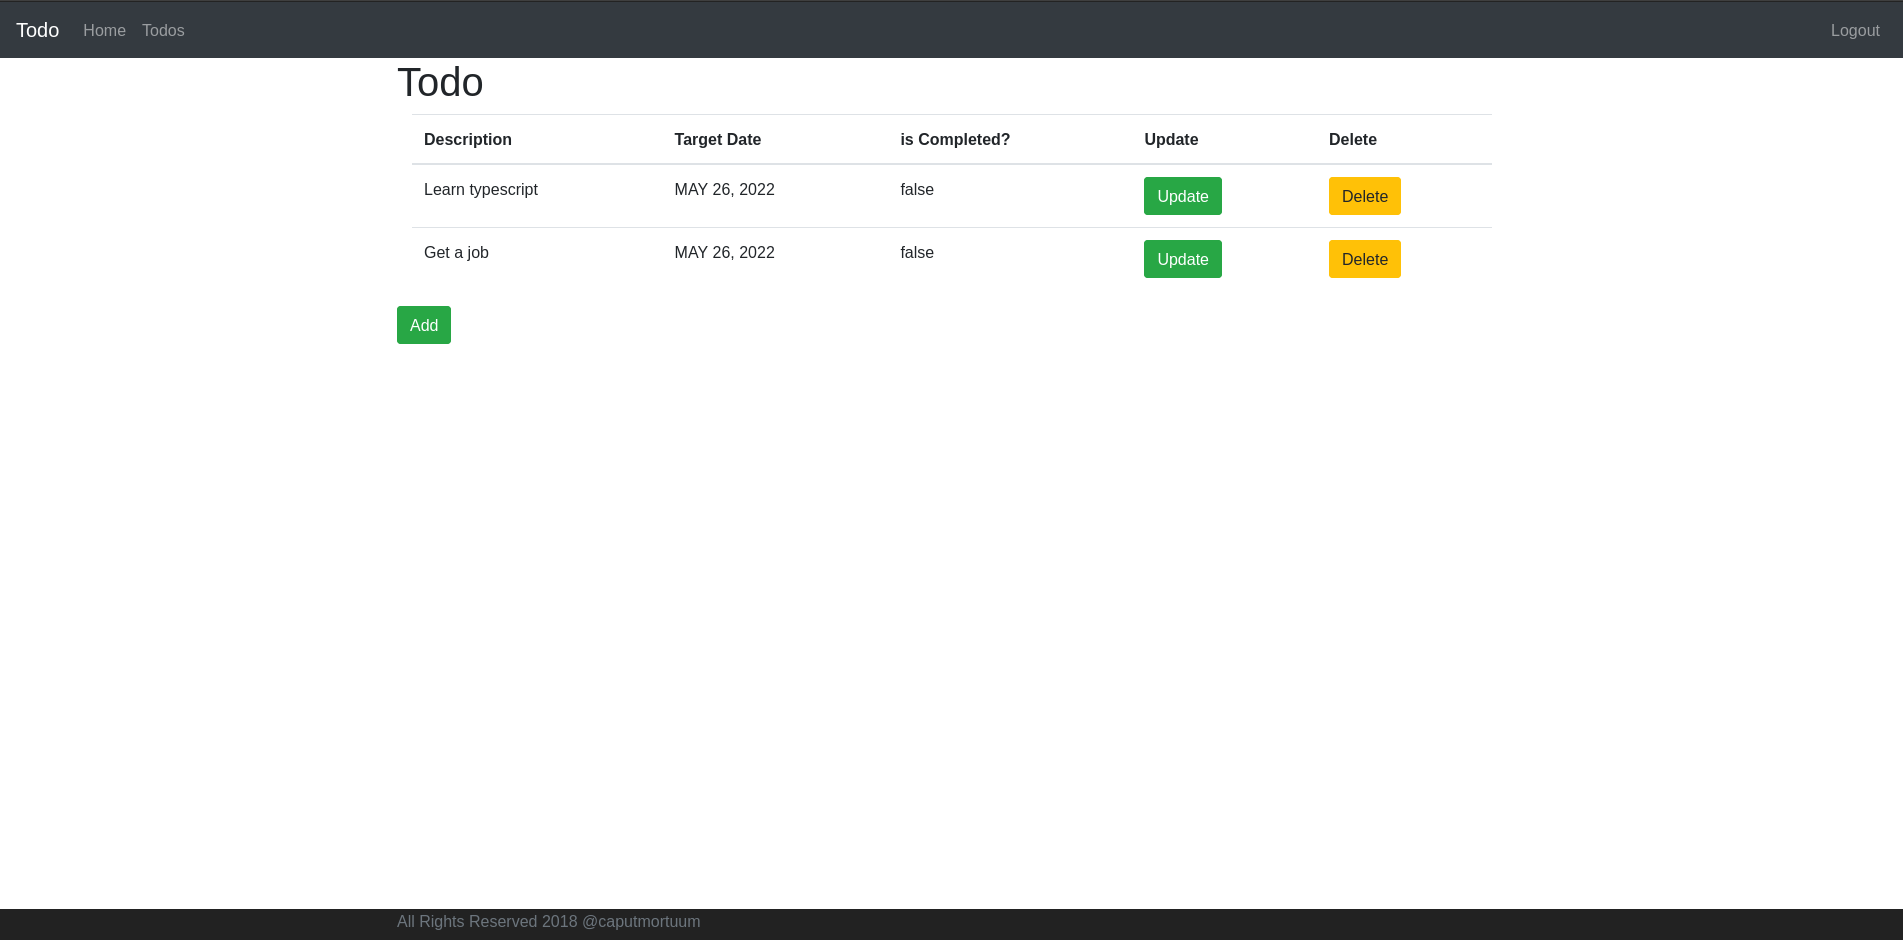 Todo Home Todos Logout
Todo
Description Target Date is Completed? Update Delete
Learn typescript MAY 26, 2022 false Update Delete
Get a job MAY 26, 2022 false Update Delete
Add
All Rights Reserved 2018 @caputmortuum